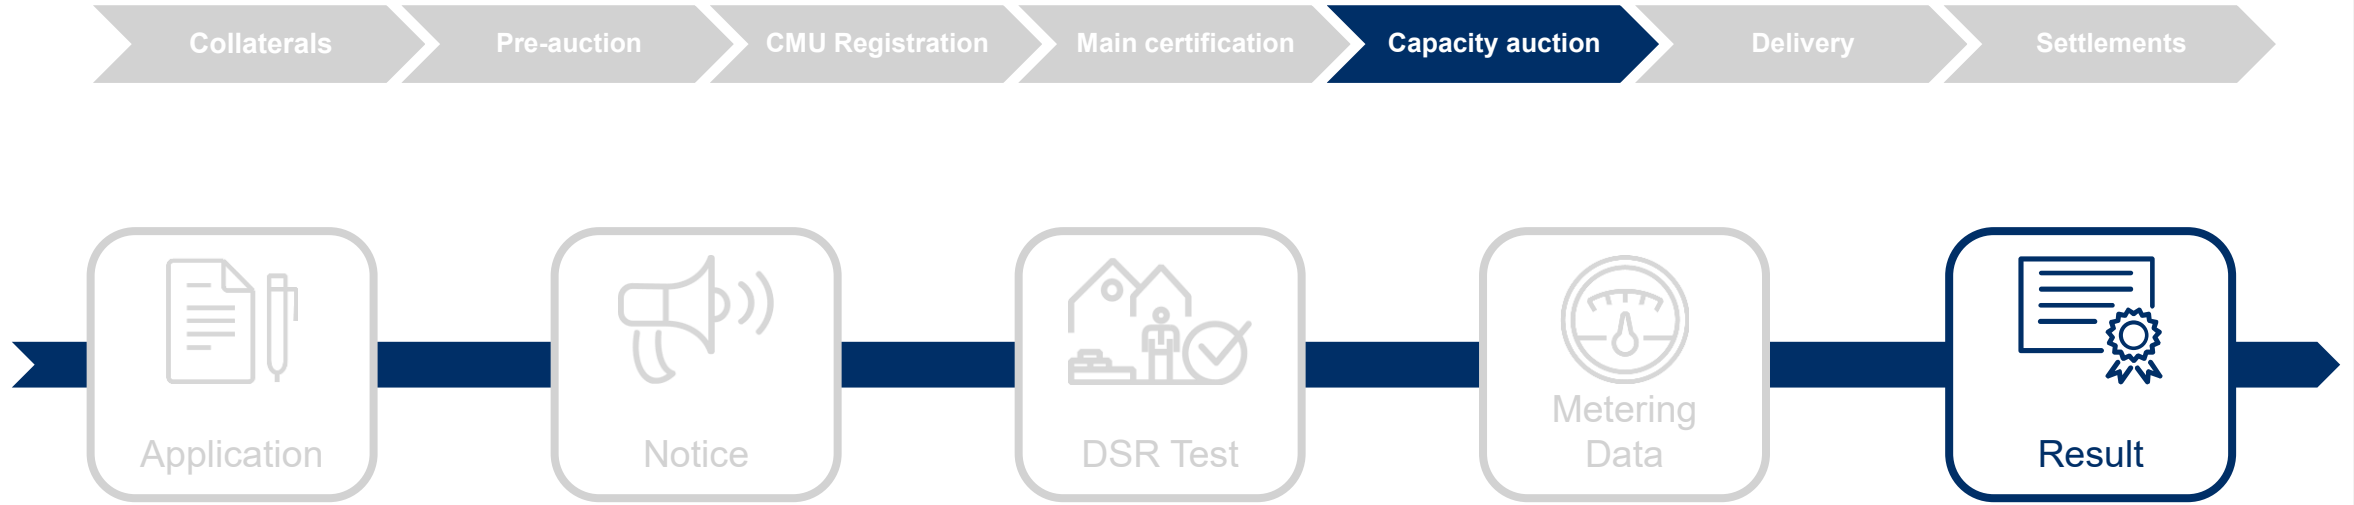 Collaterals
Pre-auction
CMU Registration
Main certification
Capacity auction
Delivery
Settlements
Application
Notice
DSR Test
Metering
Data
Result